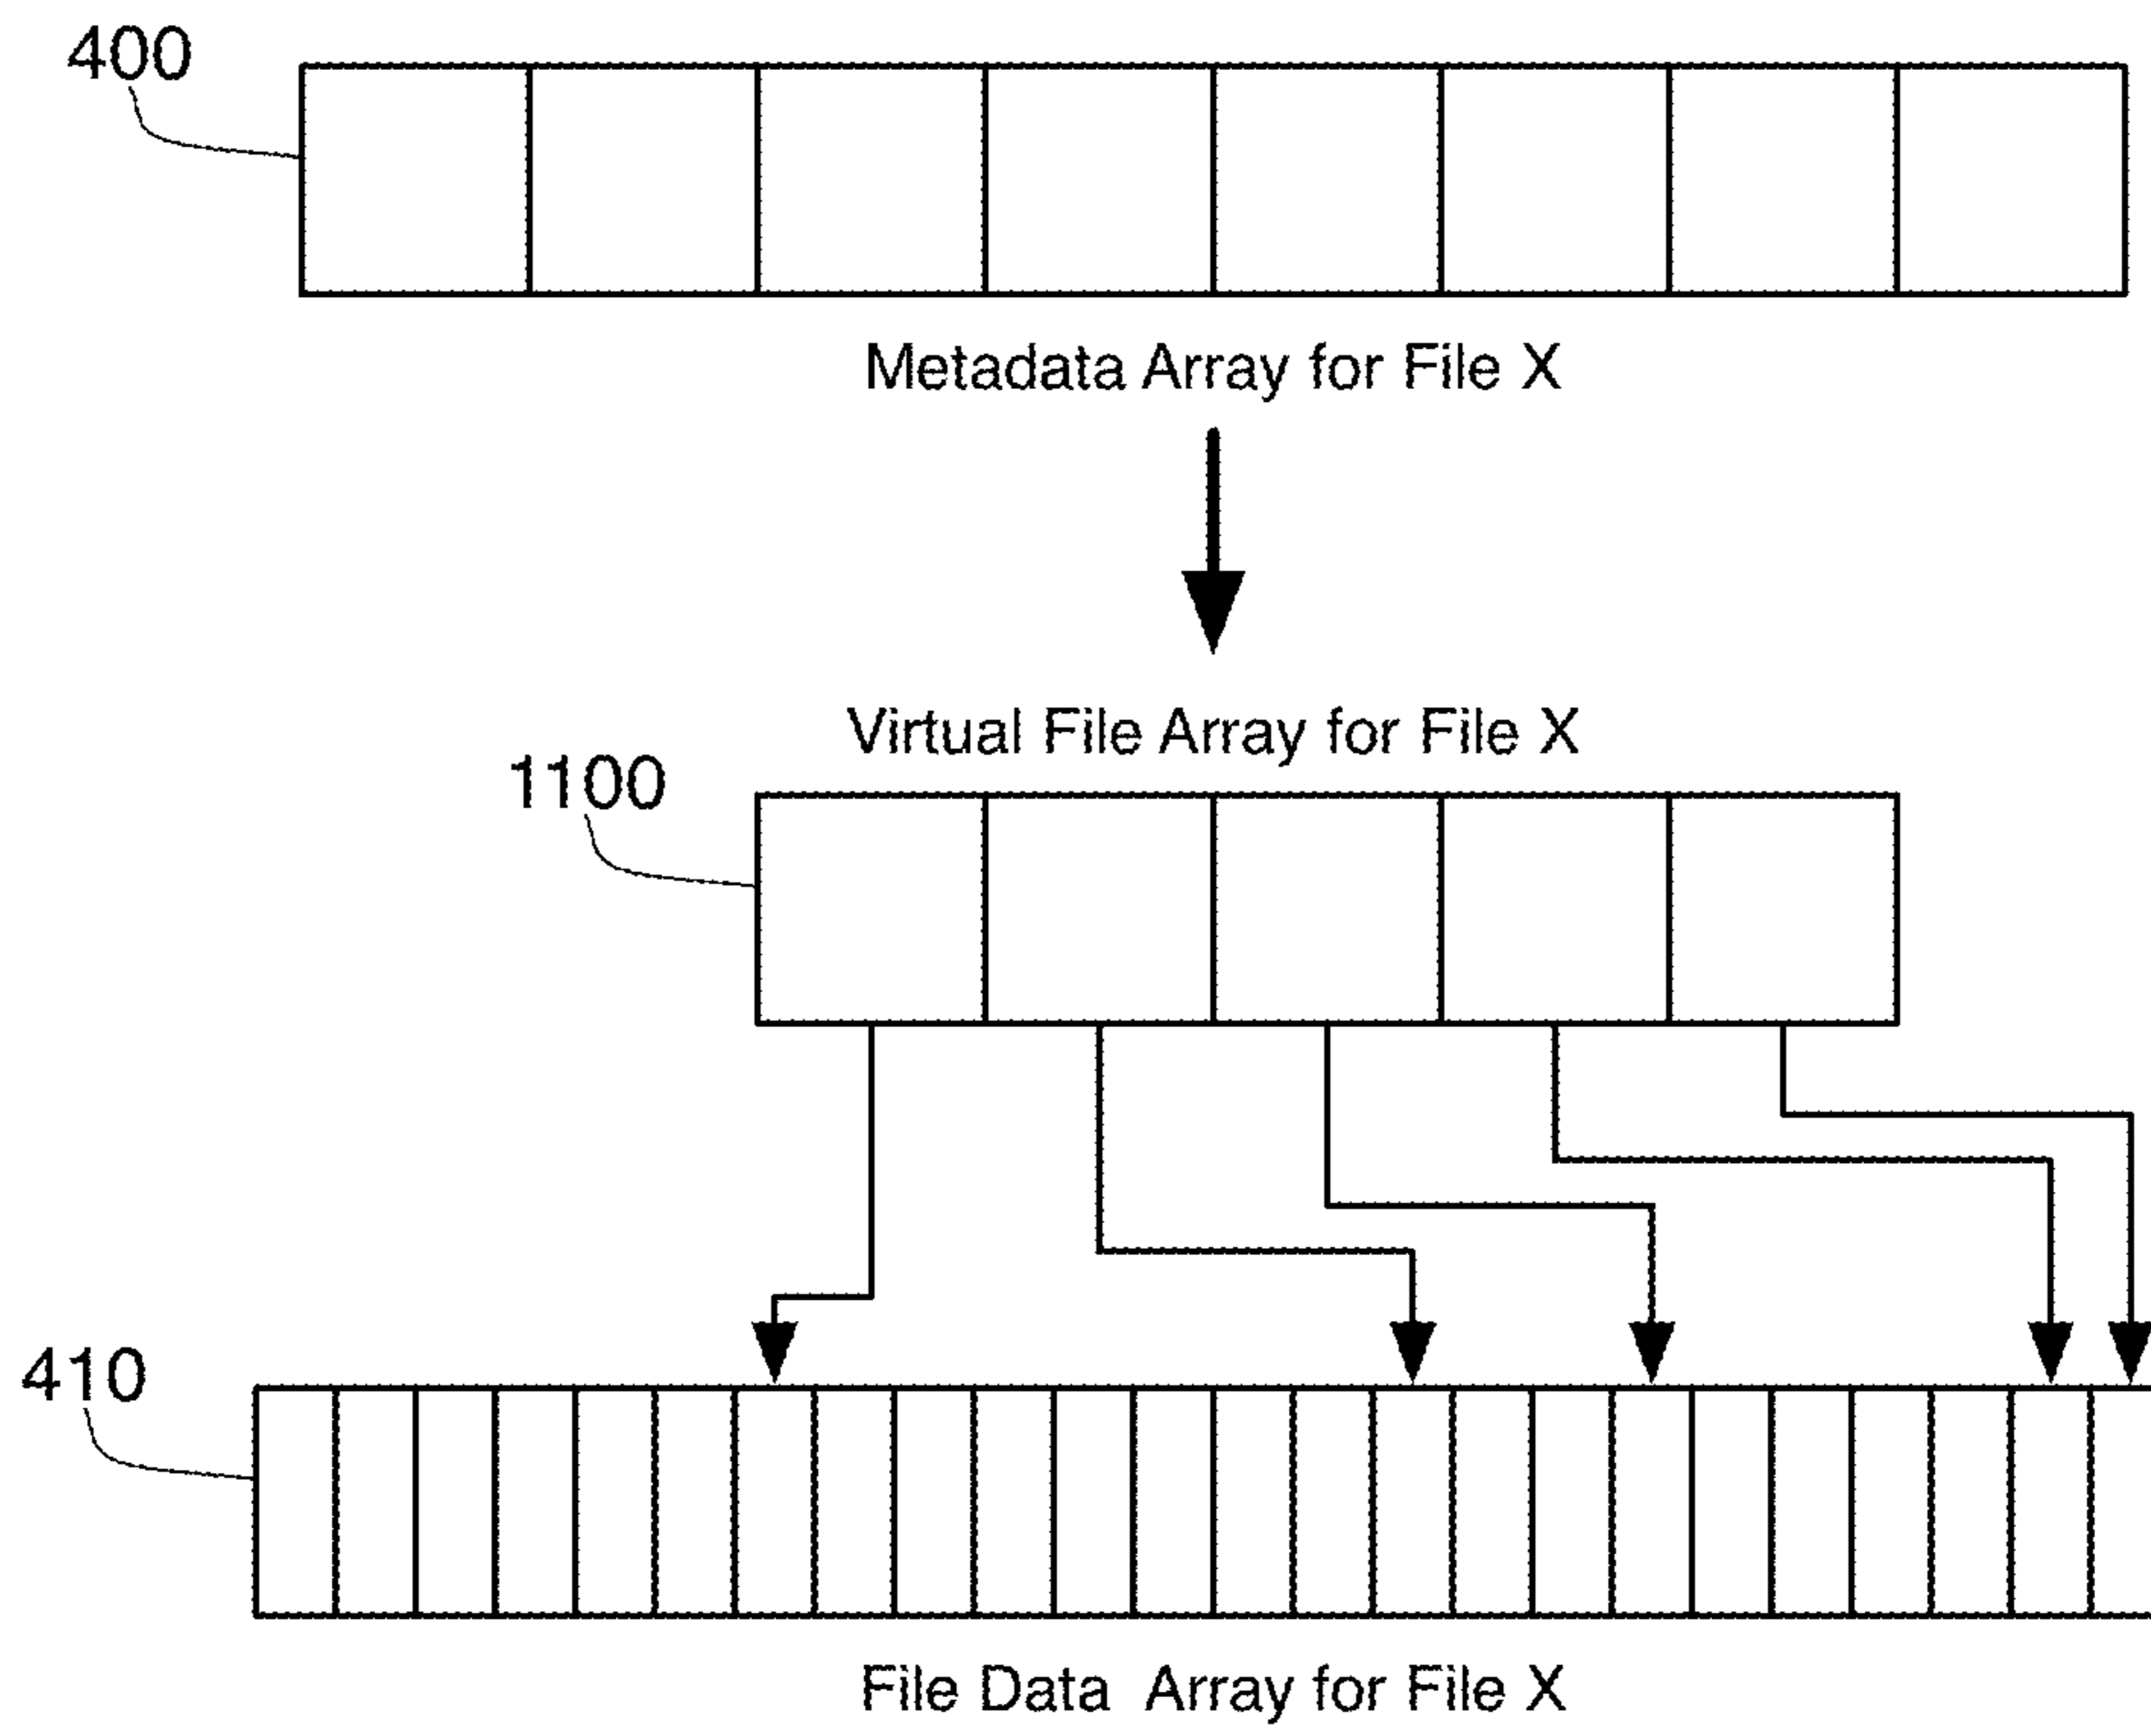 400
Metadata Array for File X
Virtual File Array for File X
1100
410
File Data Array for File X